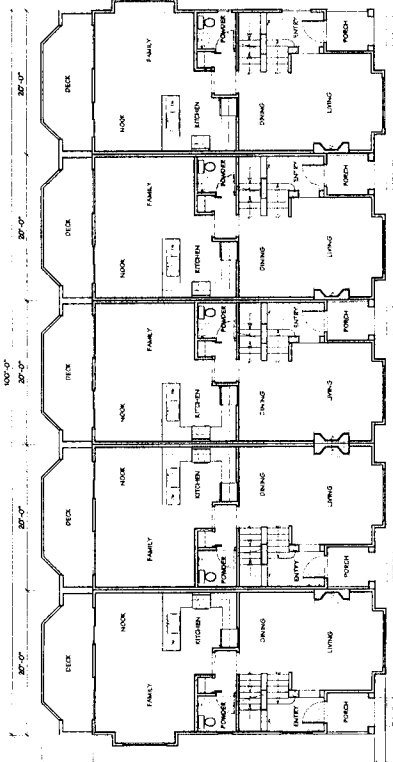 100'-0"
20'-0"
20'-0"
20'-0"
20'-0"
20'-0"
DECK
FAMILY
NOOK
KITCHEN
POWDER
DINING
LIVING
ENTRY
PORCH
DECK
FAMILY
NOOK
KITCHEN
POWDER
DINING
LIVING
ENTRY
PORCH
DECK
FAMILY
NOOK
KITCHEN
POWDER
DINING
LIVING
ENTRY
PORCH
DECK
NOOK
FAMILY
KITCHEN
POWDER
DINING
LIVING
ENTRY
PORCH
DECK
NOOK
FAMILY
KITCHEN
POWDER
DINING
LIVING
ENTRY
PORCH